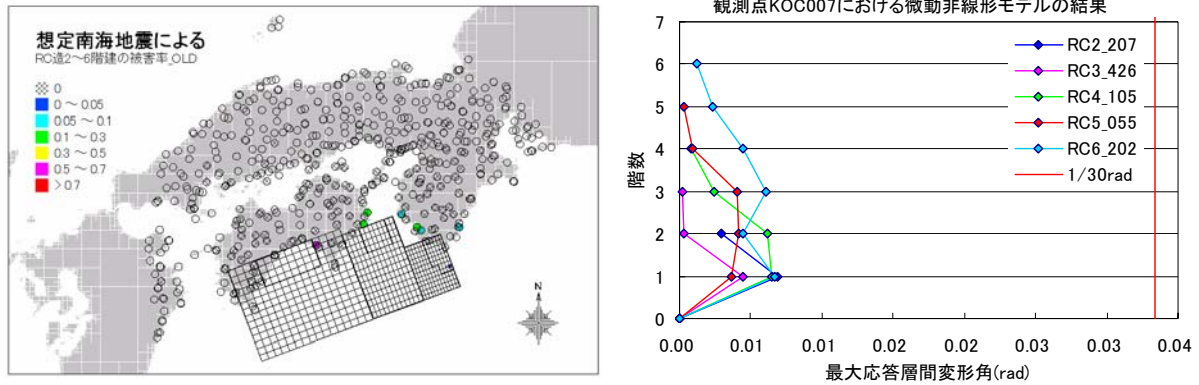 想定南海地震による
RC造2~6階建の被害率_OLD
0
0 ~ 0.05
0.05 ~ 0.1
0.1 ~ 0.3
0.3 ~ 0.5
0.5 ~ 0.7
> 0.7
N
観測点KOC007における微動非線形モデルの結果
階数
7
6
5
4
3
2
1
0
RC2_207
RC3_426
RC4_105
RC5_055
RC6_202
1/30rad
0.00 0.01 0.01 0.02 0.02 0.03 0.03 0.04
最大応答層間変形角(rad)